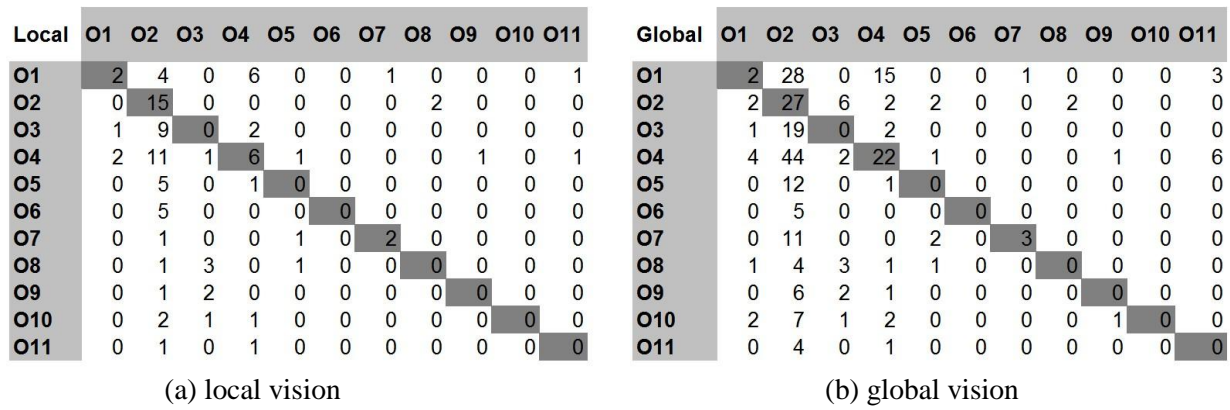 Local O1 O2 O3 O4 O5 O6 O7 O8 O9 O10 O11
O1 2 4 0 6 0 0 1 0 0 0 1
O2 0 15 0 0 0 0 0 2 0 0 0
O3 1 9 0 2 0 0 0 0 0 0 0
O4 2 11 1 6 1 0 0 0 1 0 1
O5 0 5 0 1 0 0 0 0 0 0 0
O6 0 5 0 0 0 0 0 0 0 0 0
O7 0 1 0 0 1 0 2 0 0 0 0
O8 0 1 3 0 1 0 0 0 0 0 0
O9 0 1 2 0 0 0 0 0 0 0 0
O10 0 2 1 1 0 0 0 0 0 0 0
O11 0 1 0 1 0 0 0 0 0 0 0
(a) local vision
Global O1 O2 O3 O4 O5 O6 O7 O8 O9 O10 O11
O1 2 28 0 15 0 0 1 0 0 0 3
O2 2 27 6 2 2 0 0 2 0 0 0
O3 1 19 0 2 0 0 0 0 0 0 0
O4 4 44 2 22 1 0 0 0 1 0 6
O5 0 12 0 1 0 0 0 0 0 0 0
O6 0 5 0 0 0 0 0 0 0 0 0
O7 0 11 0 0 2 0 3 0 0 0 0
O8 1 4 3 1 1 0 0 0 0 0 0
O9 0 6 2 1 0 0 0 0 0 0 0
O10 2 7 1 2 0 0 0 0 1 0 0
O11 0 4 0 1 0 0 0 0 0 0 0
(b) global vision